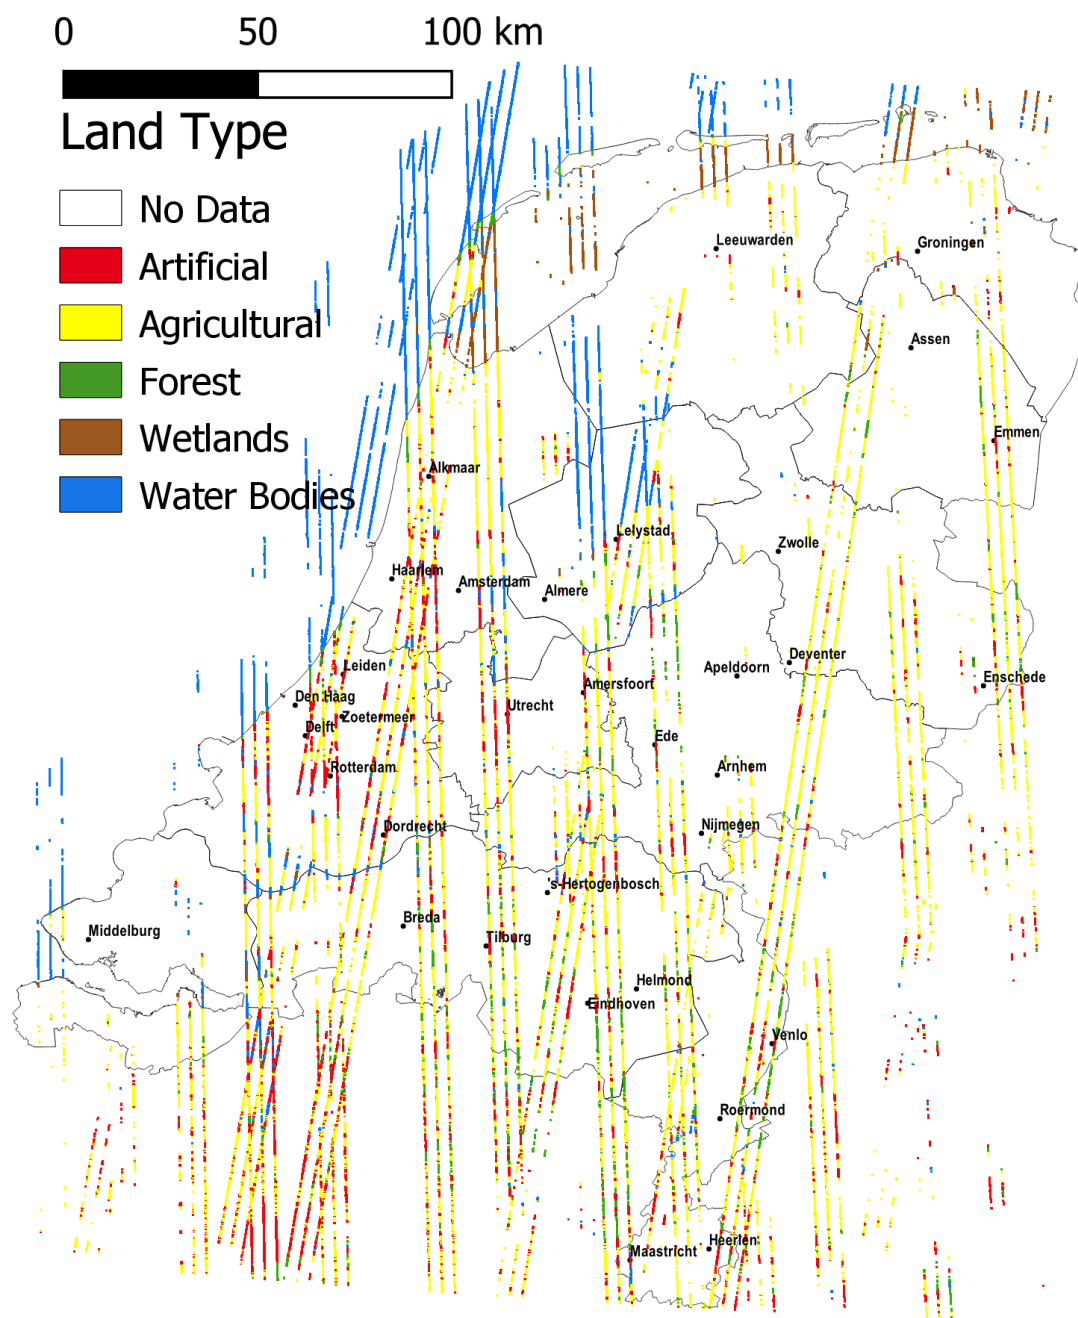 0 50 100 km
Land Type
No Data
Artificial
Agricultural
Forest
Wetlands
Water Bodies
Leeuwarden
Groningen
Assen
Emmen
Alkmaar
Lelystad
Zwolle
Haarlem
Amsterdam
Almere
Leiden
Apeldoorn
Deventer
Enschede
Den Haag
Amersfoort
Zoetermeer
Utrecht
Delft
Ede
Rotterdam
Arnhem
Dordrecht
Nijmegen
's-Hertogenbosch
Breda
Middelburg
Tilburg
Helmond
Eindhoven
Venlo
Roermond
Heerlen
Maastricht